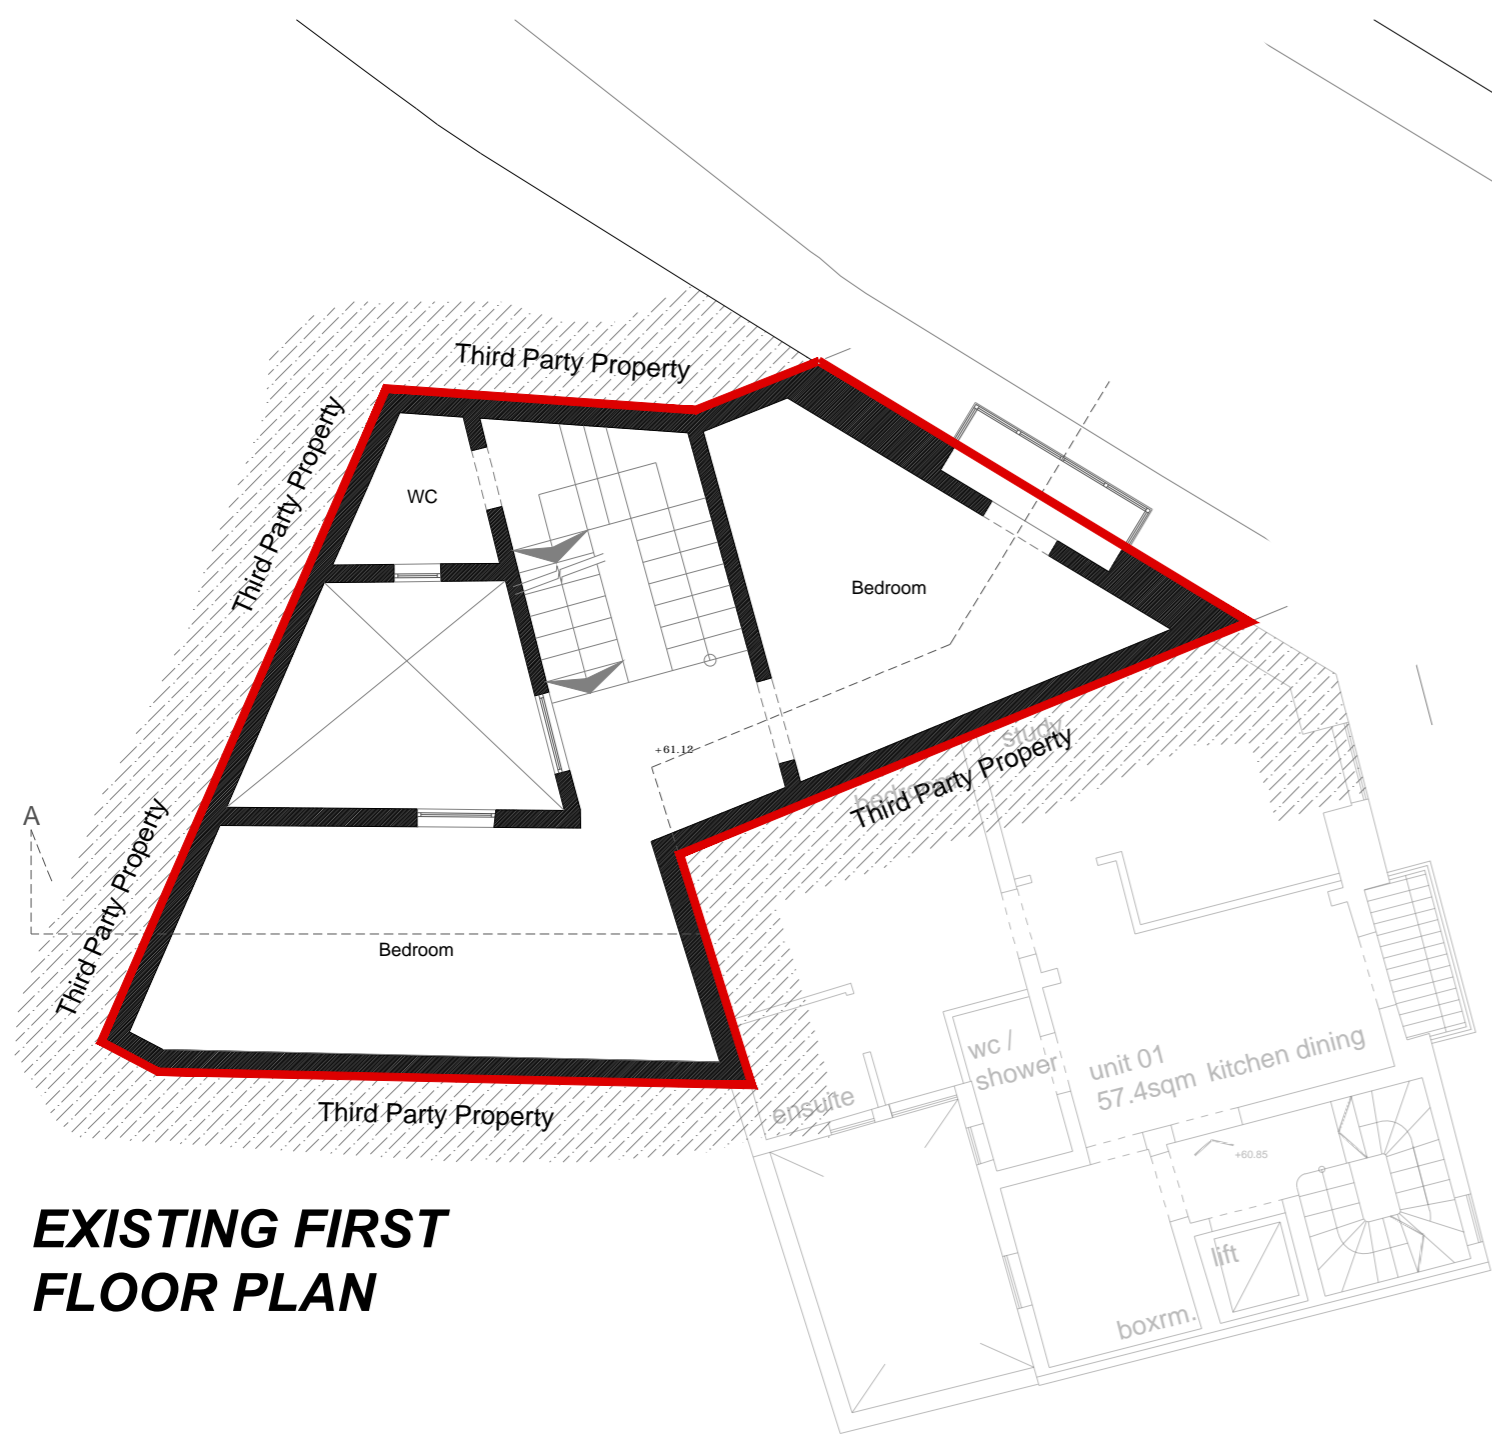 Third Party Property
Third Party Property
WC
Bedroom
+61.12
study
bedroom
Third Party Property
A
Third Party Property
Bedroom
wc /
shower
unit 01
57.4sqm kitchen dining
ensuite
Third Party Property
+60.85
lift
boxrm.
EXISTING FIRST
FLOOR PLAN